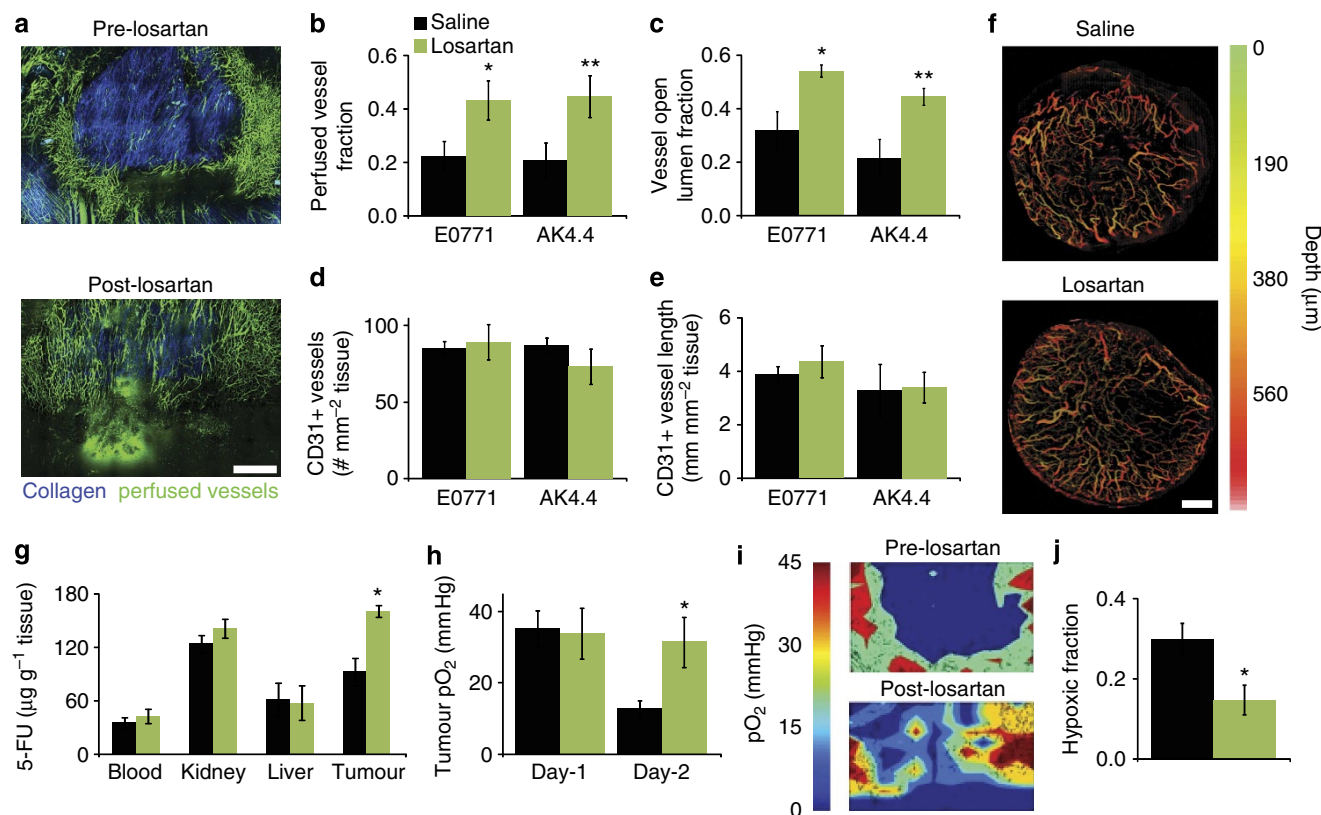 a
Pre-losartan
Post-losartan
Collagen perfused vessels
b
Saline
Losartan
Perfused vessel
fraction
0.6
0.4
0.2
0.0
* **
E0771 AK4.4
c
Vessel open
lumen fraction
0.6
0.4
0.2
0.0
* **
E0771 AK4.4
d
CD31+ vessels
(# mm⁻² tissue)
100
50
0
E0771 AK4.4
e
CD31+ vessel length
(mm mm⁻² tissue)
6
4
2
0
E0771 AK4.4
f
Saline
Losartan
0
190
380
560
Depth (μm)
g
5-FU (μg g⁻¹ tissue)
180
120
60
0
*
Blood Kidney Liver Tumour
h
Tumour pO₂ (mmHg)
40
20
0
*
Day-1 Day-2
i
pO₂ (mmHg)
45
30
15
0
Pre-losartan
Post-losartan
j
Hypoxic fraction
0.4
0.2
0.0
*